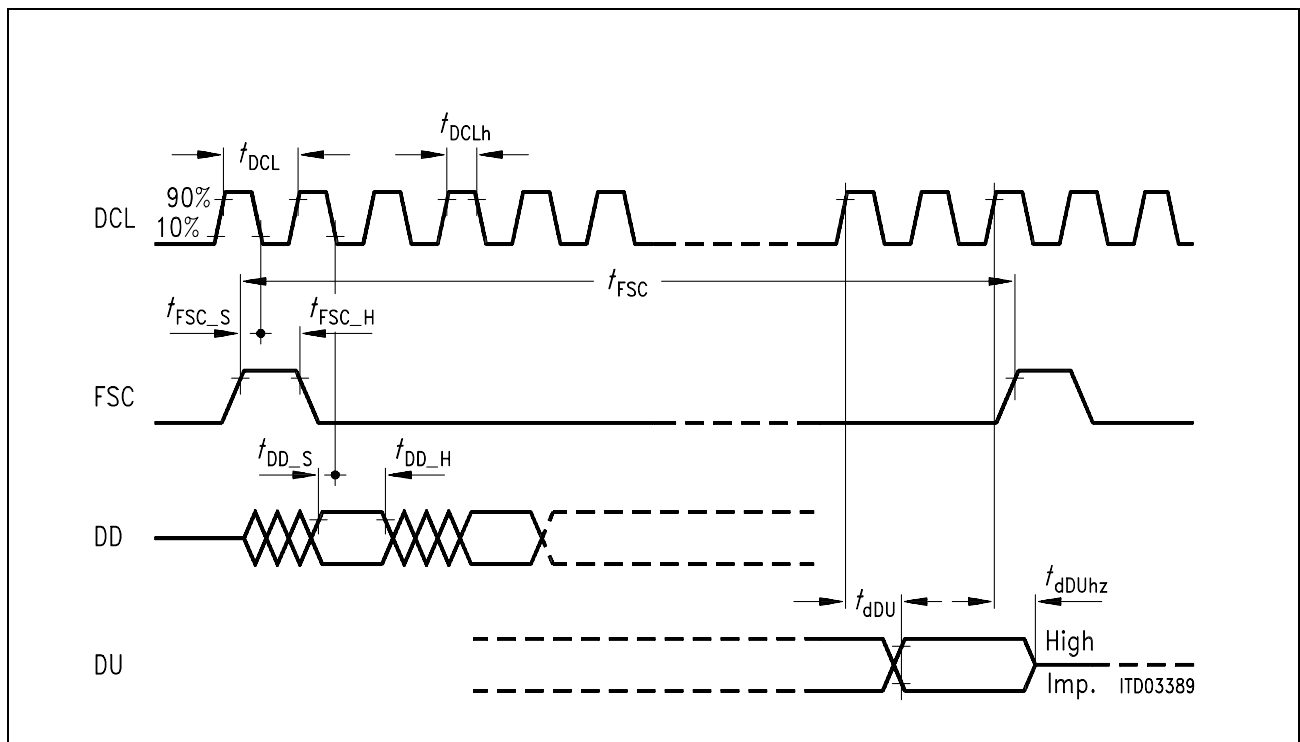 tDCLh
tDCL
90%
DCL
10%
tFSC
tFSC_S
tFSC_H
FSC
tDD_S
tDD_H
DD
tdDUhz
tdDU
High
DU
Imp.
ITD03389